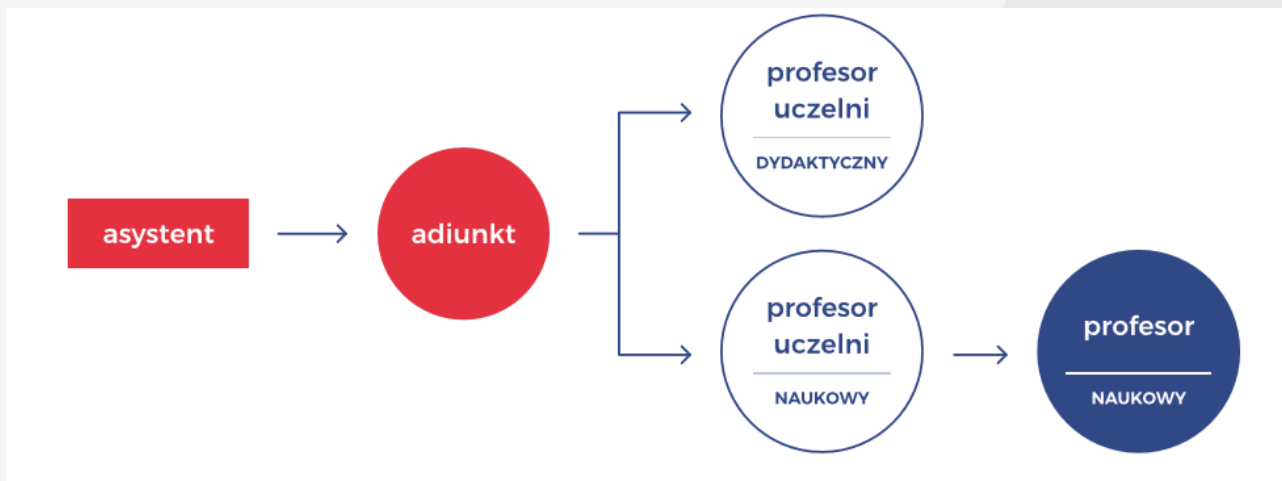 asystent
adiunkt
profesor
uczelni
DYDAKTYCZNY
profesor
uczelni
NAUKOWY
profesor
NAUKOWY